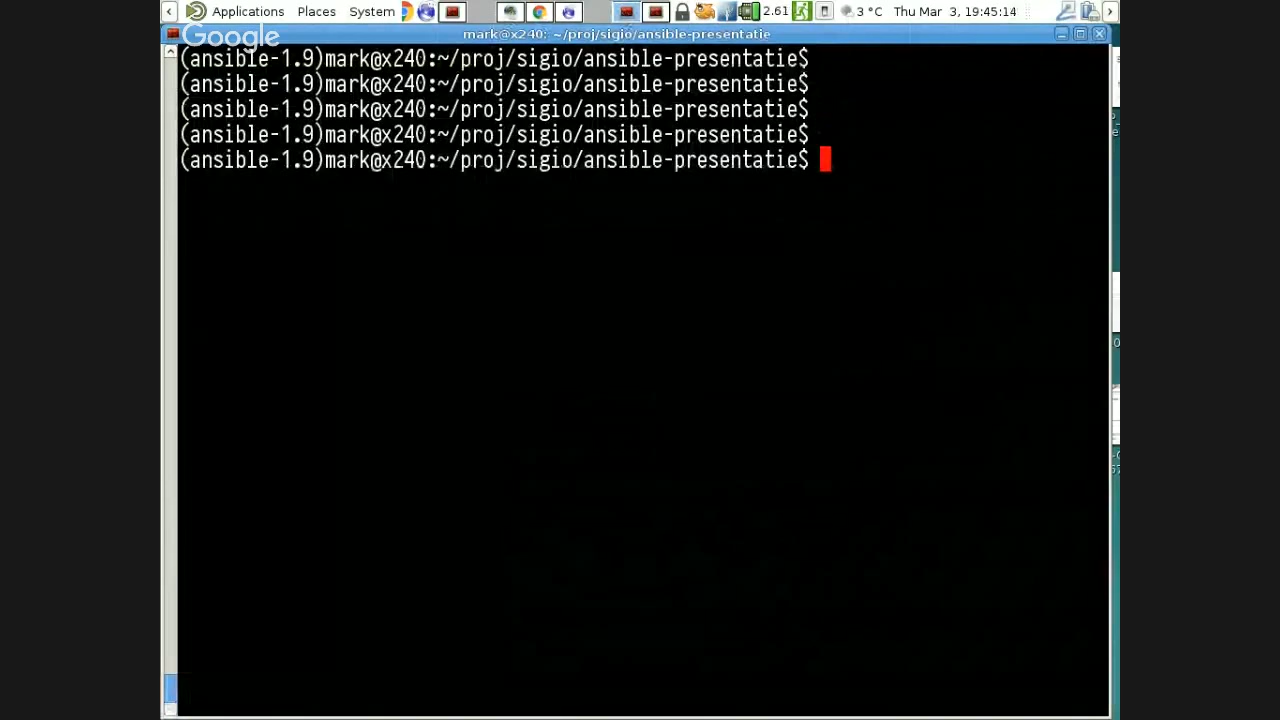 Applications Places System 2.61 3 °C Thu Mar 3, 19:45:14
Google
mark@x240: ~/proj/sigio/ansible-presentatie
(ansible-1.9)mark@x240:~/proj/sigio/ansible-presentatie$
(ansible-1.9)mark@x240:~/proj/sigio/ansible-presentatie$
(ansible-1.9)mark@x240:~/proj/sigio/ansible-presentatie$
(ansible-1.9)mark@x240:~/proj/sigio/ansible-presentatie$
(ansible-1.9)mark@x240:~/proj/sigio/ansible-presentatie$